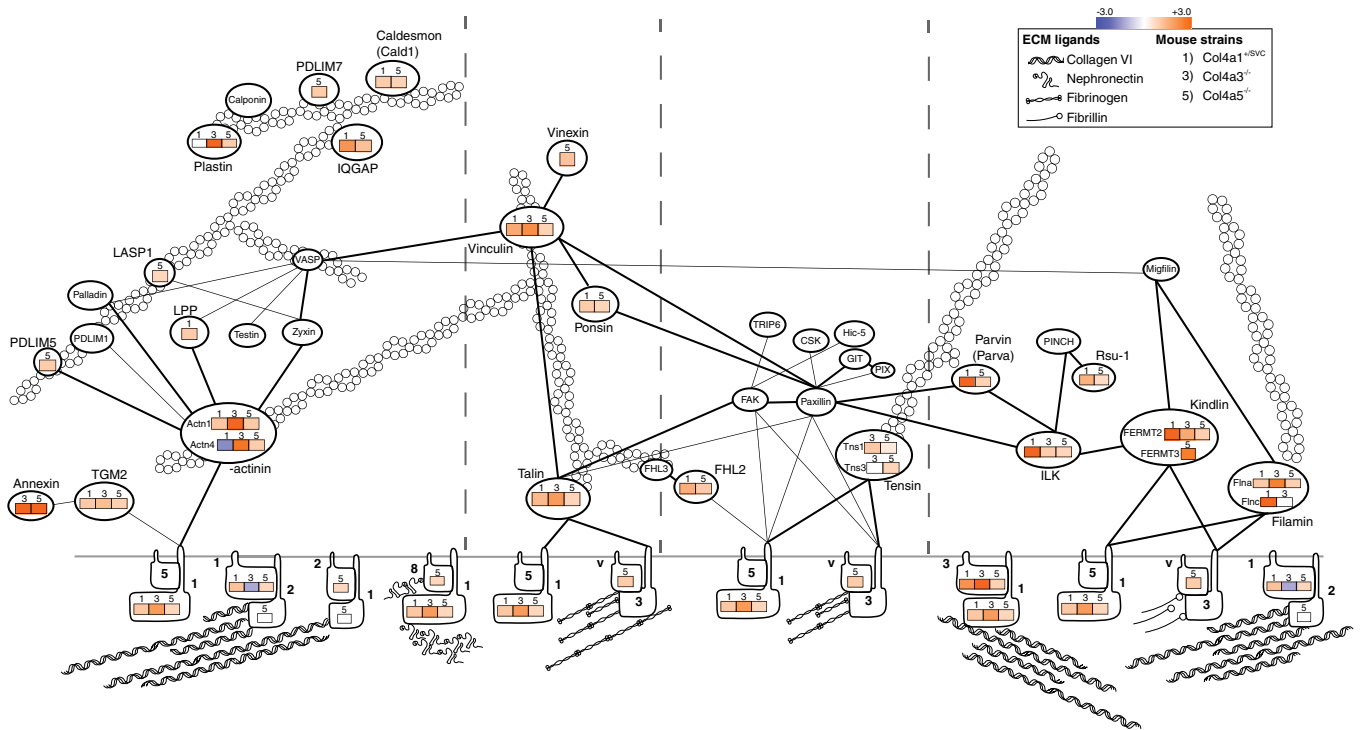 -3.0 +3.0
ECM ligands Mouse strains
Collagen VI 1) Col4a1+/SVC
Nephronectin 3) Col4a3-/-
Fibrinogen 5) Col4a5-/-
Fibrillin
Caldesmon
(Cald1)
1 5
PDLIM7
5
Calponin
1 3 5
Plastin
1 5
IQGAP
Vinexin
5
1 3 5
Vinculin
LASP1
5
VASP
Migfilin
Palladin
LPP
1
Testin
Zyxin
PDLIM1
PDLIM5
5
1 5
Ponsin
TRIP6
CSK
Hic-5
GIT
PIX
Parvin
(Parva)
1 5
PINCH
Rsu-1
1 5
FAK
Paxillin
1 3 5
Actn1
1 3 5
Actn4
-actinin
Kindlin
1 3 5
FERMT2
5
FERMT3
3 5
Tns1
3 5
Tns3
Tensin
1 3 5
ILK
Annexin
3 5
TGM2
1 3 5
Talin
1 3 5
FHL3
FHL2
1 5
1 3 5
Flna
1 3
Flnc
Filamin
5 1
1 3 5
1 2
1 3 5
5
2 1
5
5
8 1
5
1 3 5
5 1
1 3 5
v 3
5
5 1
1 3 5
v 3
5
3 1
1 3 5
1 3 5
5 1
1 3 5
v 3
5
1 2
1 3 5
5